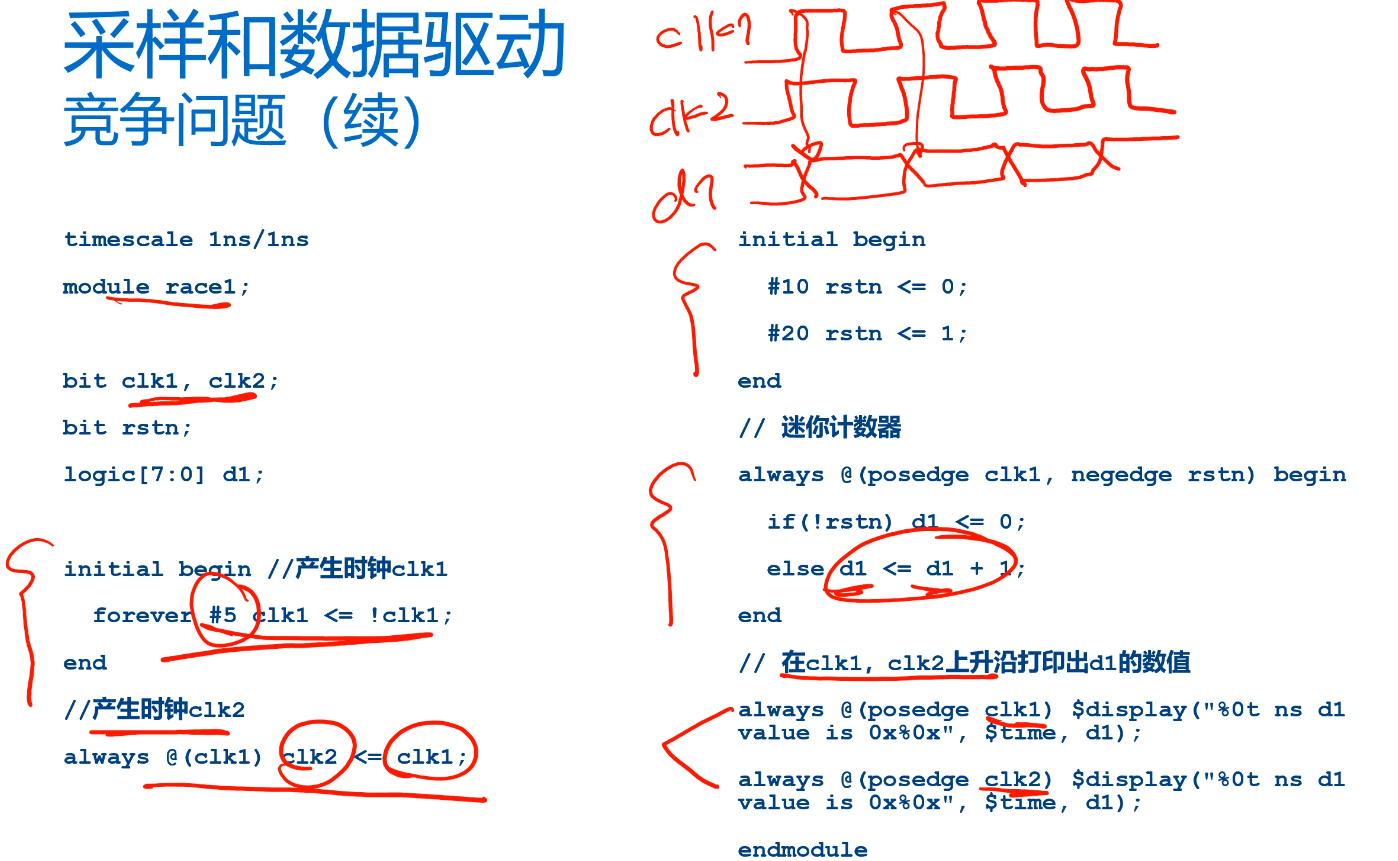 采样和数据驱动
竞争问题（续）
clk1
clk2
d1
timescale 1ns/1ns
module race1;
bit clk1, clk2;
bit rstn;
logic[7:0] d1;
initial begin //产生时钟clk1
forever #5 clk1 <= !clk1;
end
//产生时钟clk2
always @(clk1) clk2 <= clk1;
initial begin
#10 rstn <= 0;
#20 rstn <= 1;
end
// 迷你计数器
always @(posedge clk1, negedge rstn) begin
if(!rstn) d1 <= 0;
else d1 <= d1 + 1;
end
// 在clk1, clk2上升沿打印出d1的数值
always @(posedge clk1) $display("%0t ns d1
value is 0x%0x", $time, d1);
always @(posedge clk2) $display("%0t ns d1
value is 0x%0x", $time, d1);
endmodule